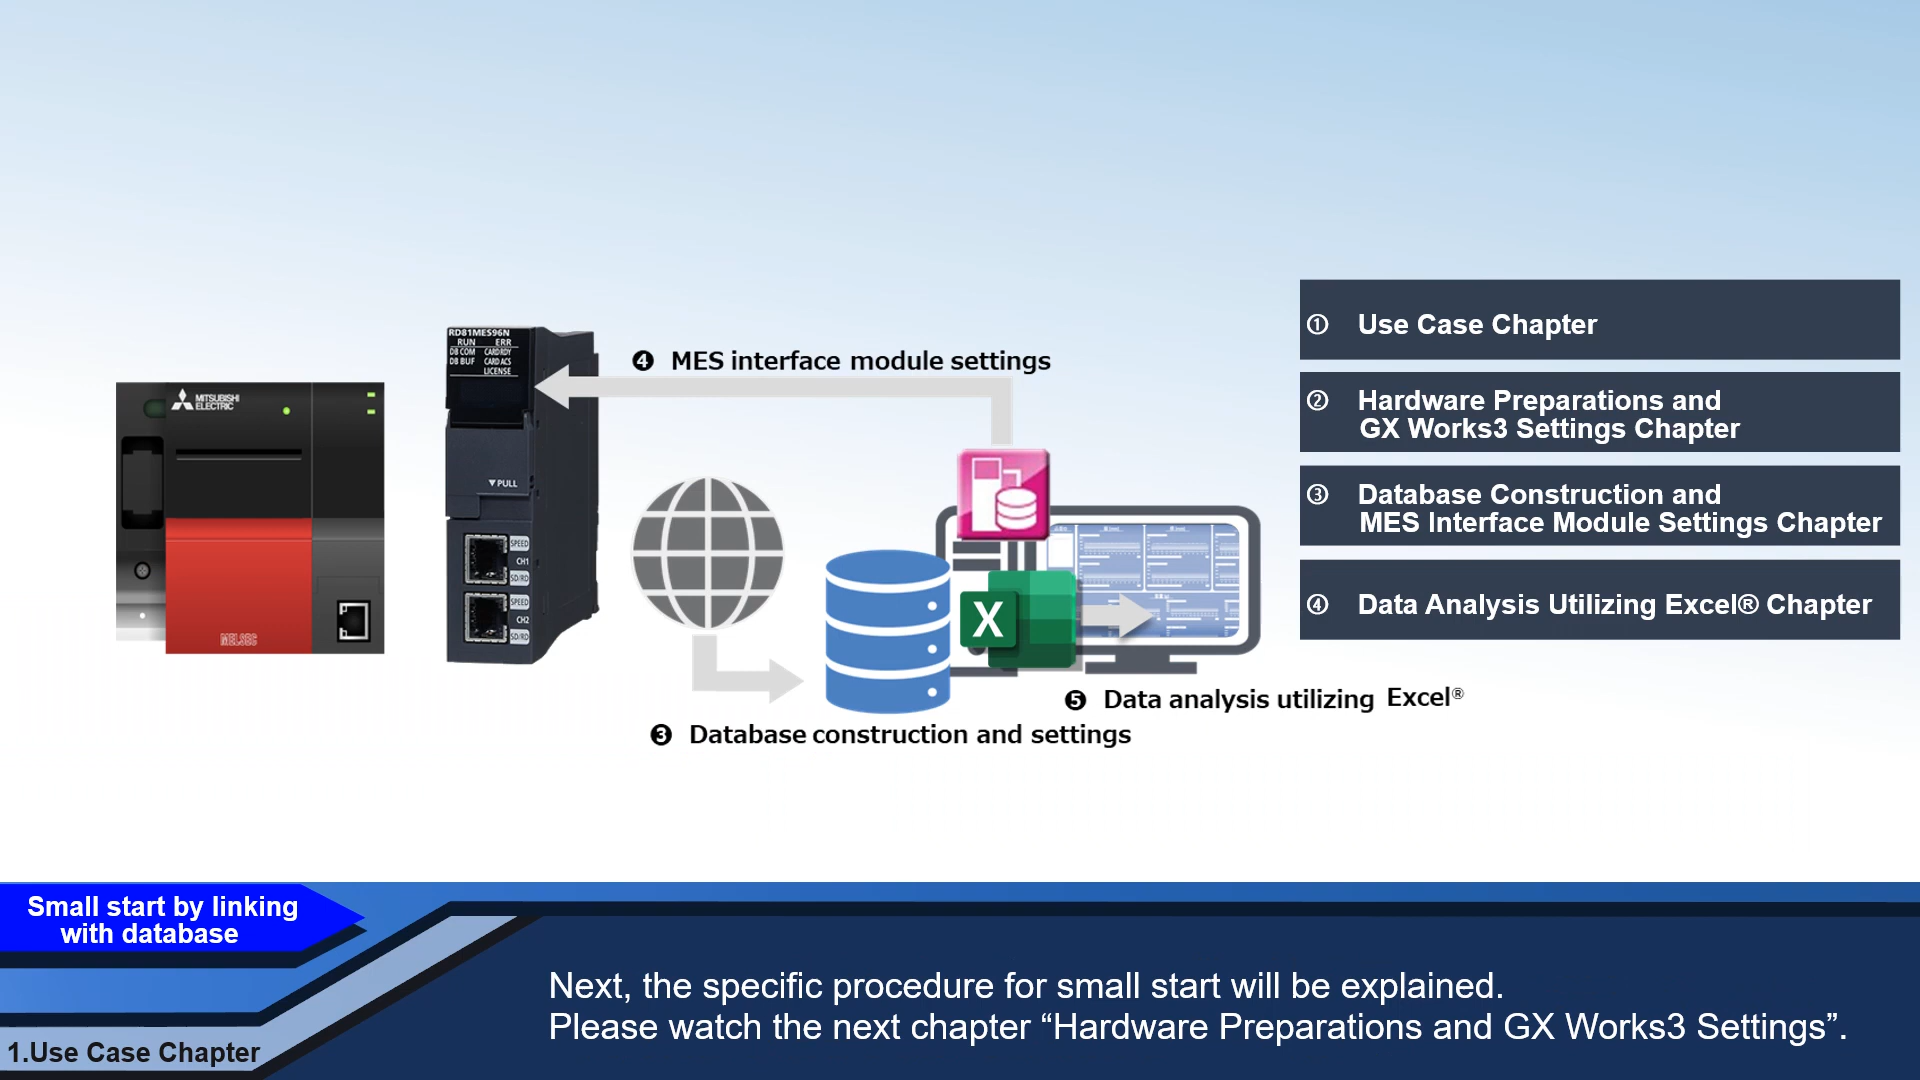 MITSUBISHI
ELECTRIC
MELSEC
RD81MES96N
RUN ERR
DB COM CARD RDY
DB BUF CARD ACS
LICENSE
▼PULL
SPEED
CH1
SD/RD
SPEED
CH2
SD/RD
❹ MES interface module settings
X
❺ Data analysis utilizing Excel®
❸ Database construction and settings
① Use Case Chapter
② Hardware Preparations and
GX Works3 Settings Chapter
③ Database Construction and
MES Interface Module Settings Chapter
④ Data Analysis Utilizing Excel® Chapter
Small start by linking
with database
1.Use Case Chapter
Next, the specific procedure for small start will be explained.
Please watch the next chapter “Hardware Preparations and GX Works3 Settings”.